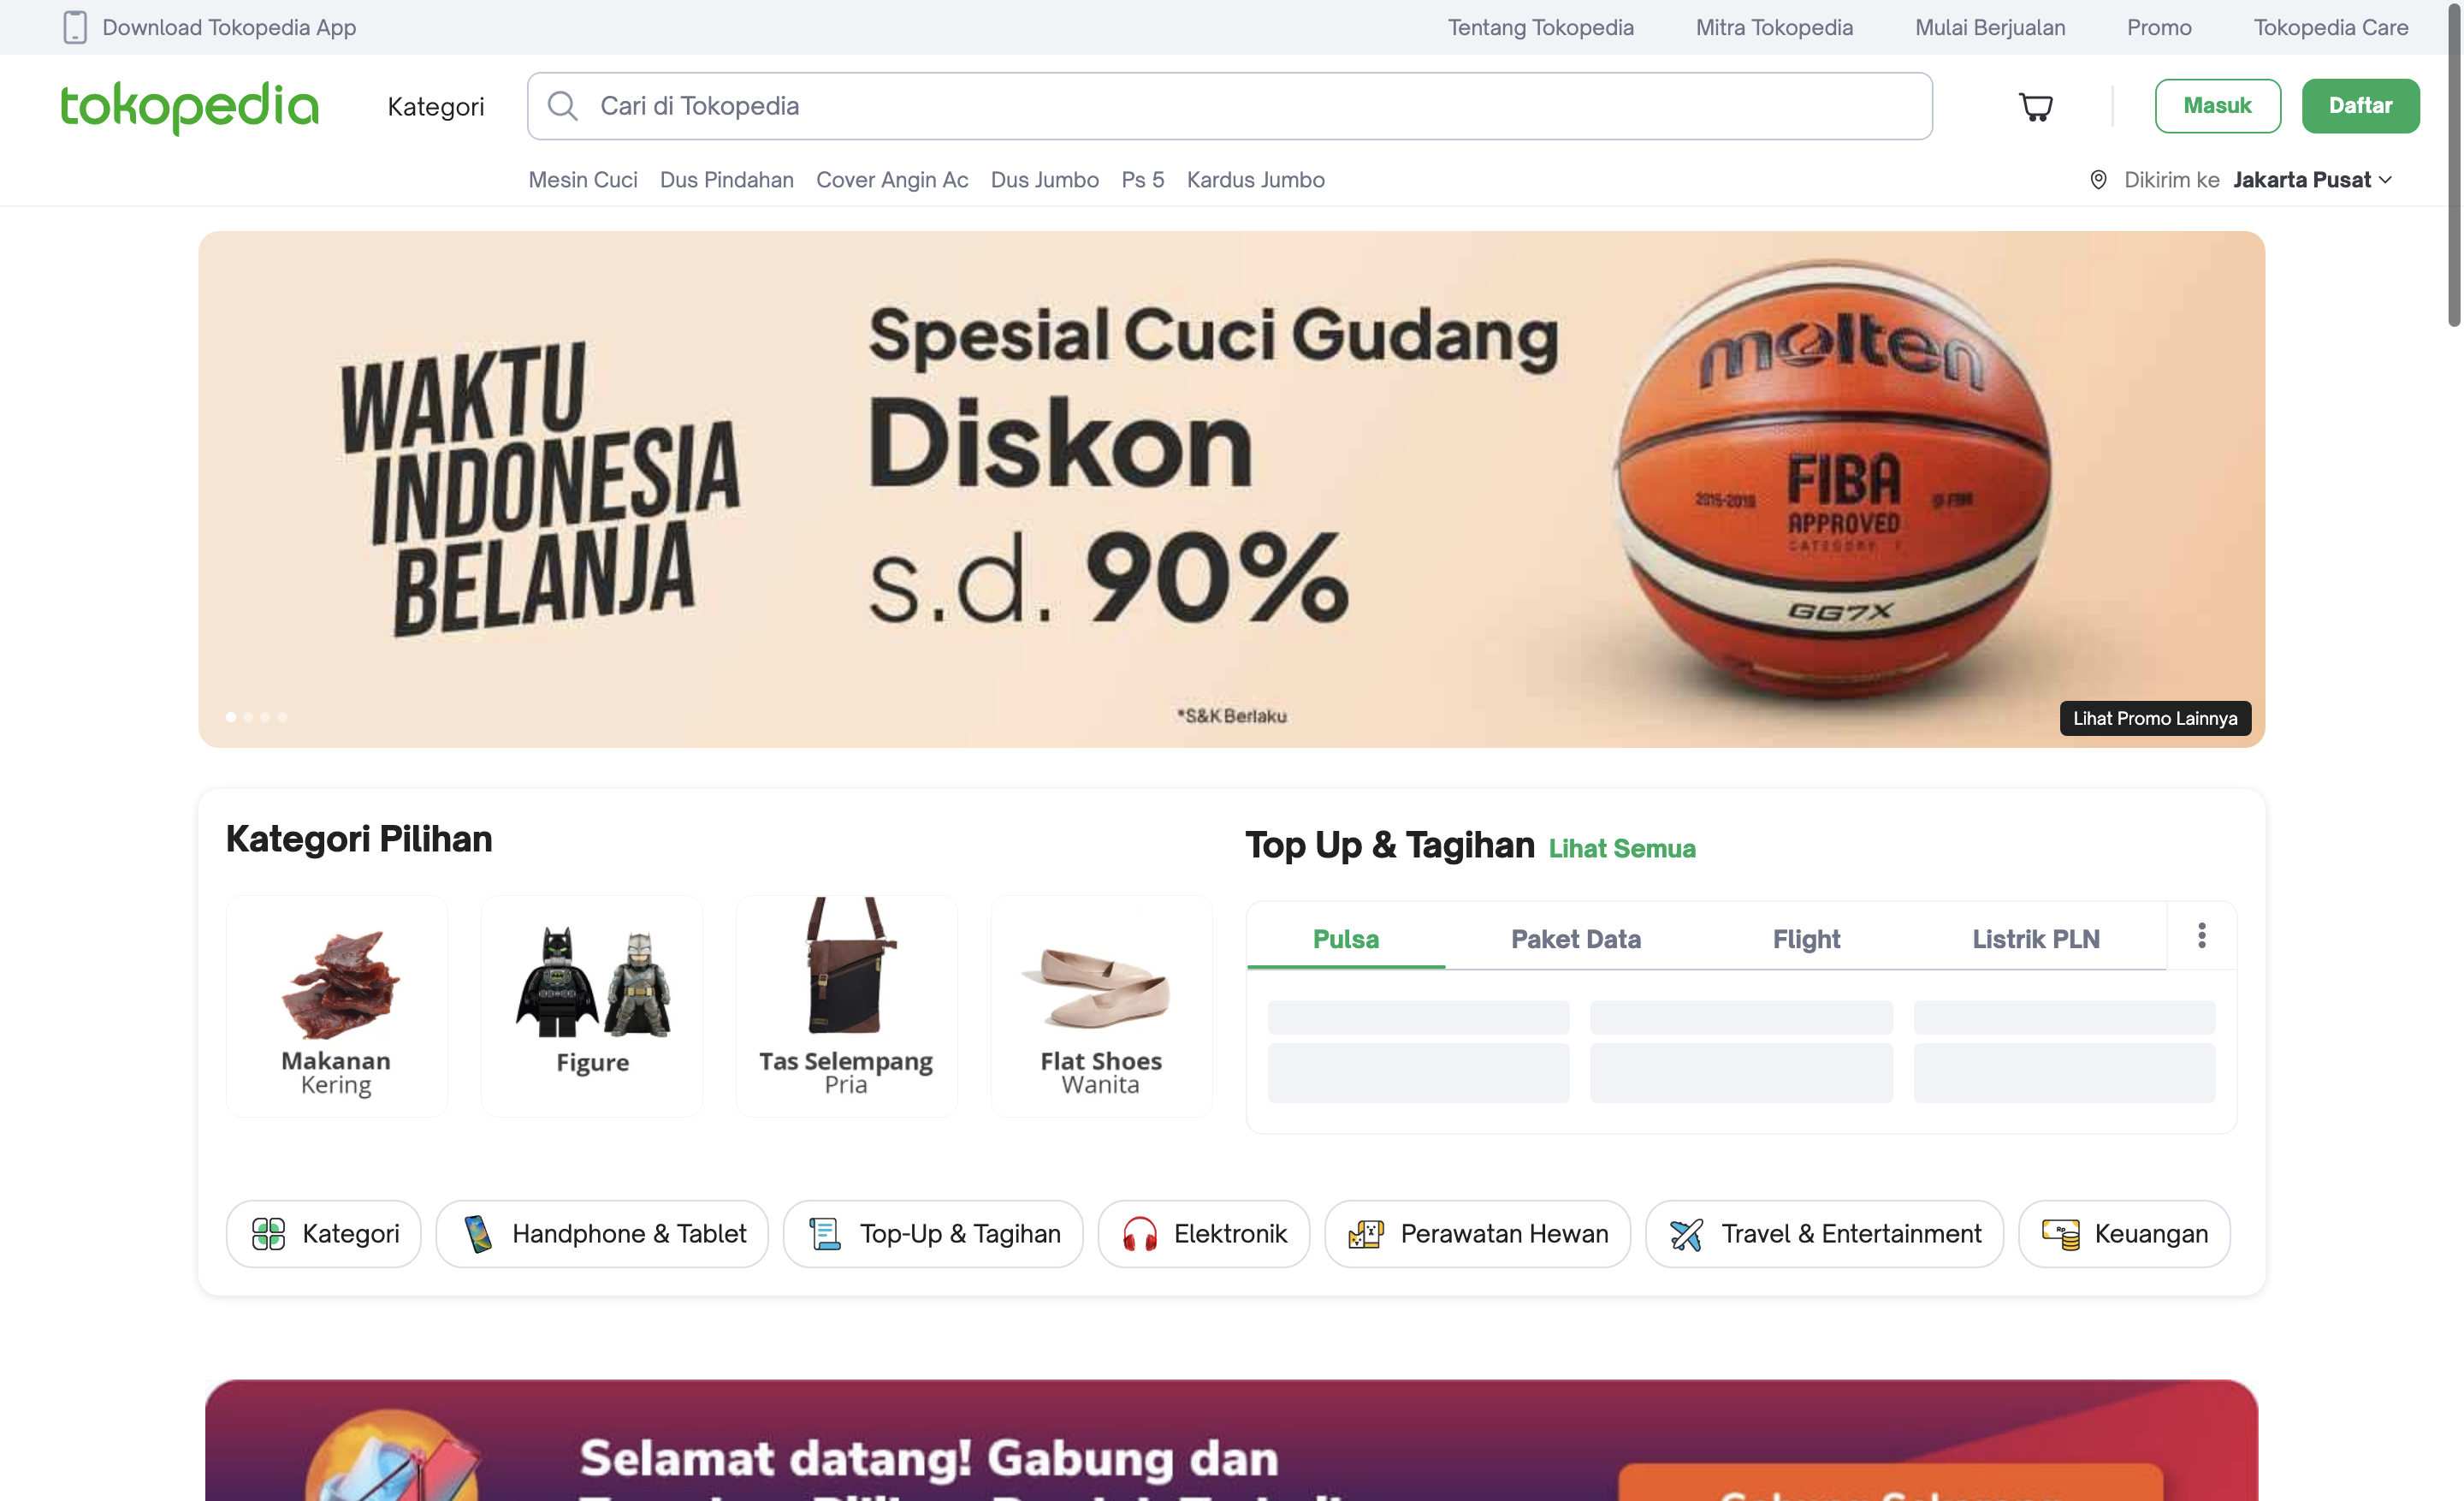 Download Tokopedia App
Tentang Tokopedia
Mitra Tokopedia
Mulai Berjualan
Promo
Tokopedia Care
tokopedia
Kategori
Cari di Tokopedia
Masuk
Daftar
Mesin Cuci
Dus Pindahan
Cover Angin Ac
Dus Jumbo
Ps 5
Kardus Jumbo
Dikirim ke Jakarta Pusat
WAKTU
INDONESIA
BELANJA
Spesial Cuci Gudang
Diskon
s.d. 90%
*S&K Berlaku
molten
FIBA
APPROVED
GG7X
Lihat Promo Lainnya
Kategori Pilihan
Makanan
Kering
Figure
Tas Selempang
Pria
Flat Shoes
Wanita
Top Up & Tagihan
Lihat Semua
Pulsa
Paket Data
Flight
Listrik PLN
Kategori
Handphone & Tablet
Top-Up & Tagihan
Elektronik
Perawatan Hewan
Travel & Entertainment
Rp
Keuangan
Selamat datang! Gabung dan